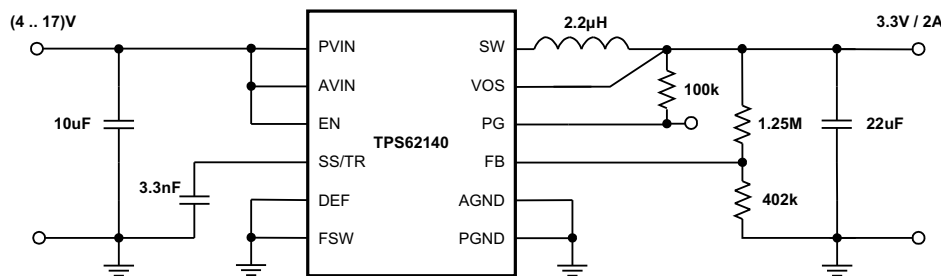 (4 .. 17)V
2.2µH
3.3V / 2A
PVIN
SW
AVIN
VOS
100k
10uF
EN
PG
1.25M
22uF
TPS62140
SS/TR
FB
3.3nF
DEF
AGND
402k
FSW
PGND